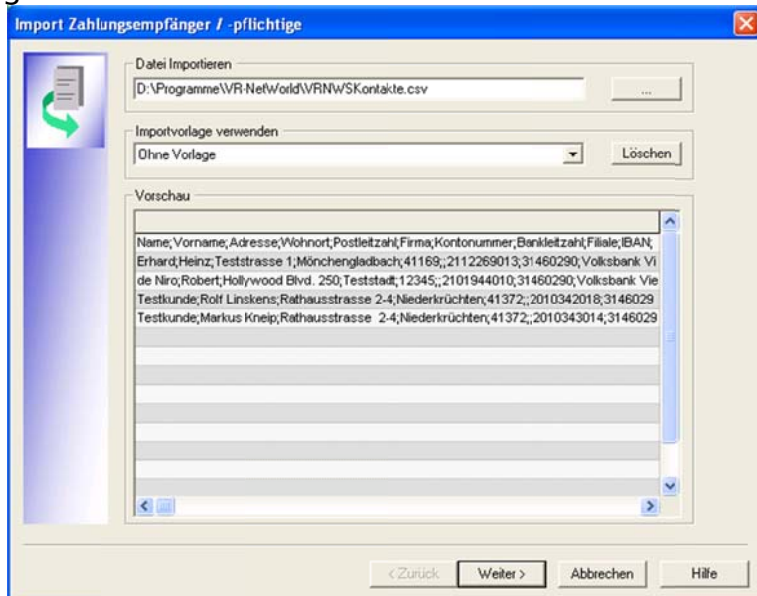 Import Zahlungsempfänger / -pflichtige
Datei Importieren
D:\Programme\VR-NetWorld\VRNWSKontakte.csv
...
Importvorlage verwenden
Ohne Vorlage
Löschen
Vorschau
Name;Vorname;Adresse;Wohnort;Postleitzahl;Firma;Kontonummer;Bankleitzahl;Filiale;IBAN;
Erhard;Heinz;Teststrasse 1;Mönchengladbach;41169;;2112269013;31460290;Volksbank Vi
de Niro;Robert;Hollywood Blvd. 250;Teststadt;12345;;2101944010;31460290;Volksbank Vie
Testkunde;Rolf Linskens;Rathausstrasse 2-4;Niederkrüchten;41372;;2010342018;3146029
Testkunde;Markus Kneip;Rathausstrasse 2-4;Niederkrüchten;41372;;2010343014;3146029
< Zurück
Weiter >
Abbrechen
Hilfe